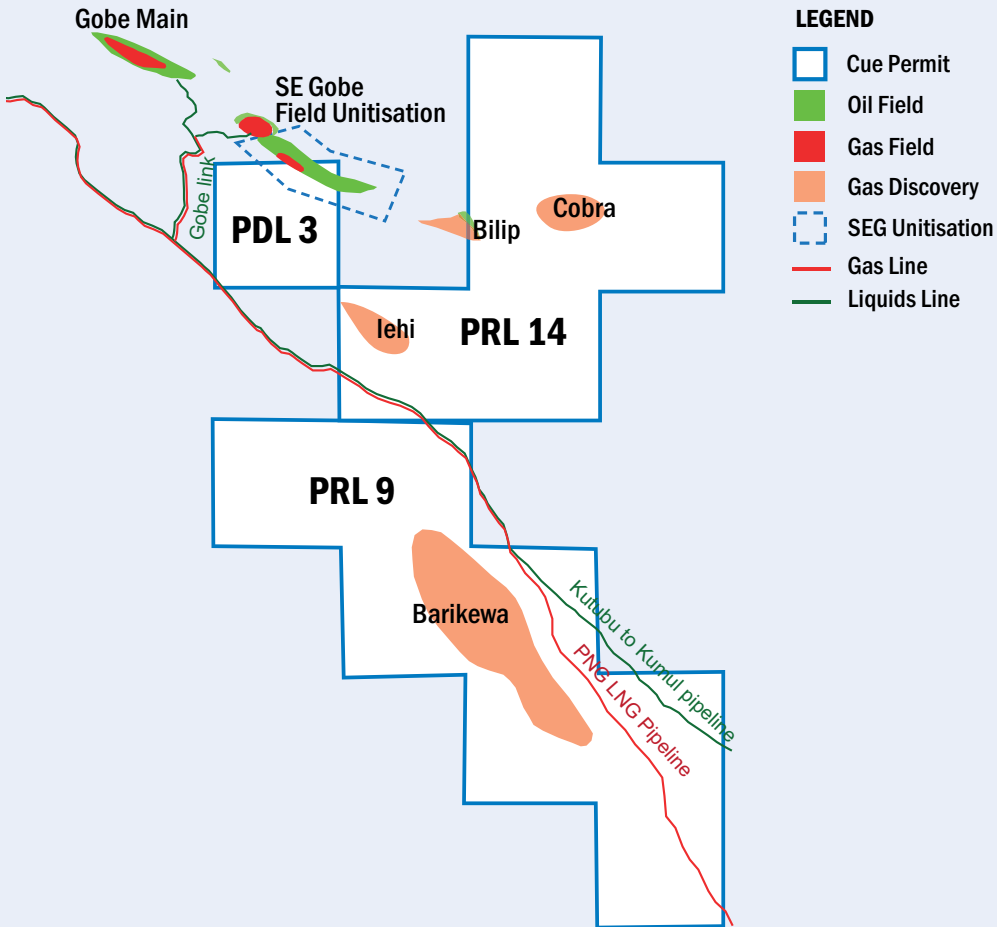 Gobe Main
SE Gobe
Field Unitisation
Gobe link
PDL 3
Bilip
Cobra
Iehi
PRL 14
PRL 9
Barikewa
Kutubu to Kumul pipeline
PNG LNG Pipeline
LEGEND
Cue Permit
Oil Field
Gas Field
Gas Discovery
SEG Unitisation
Gas Line
Liquids Line